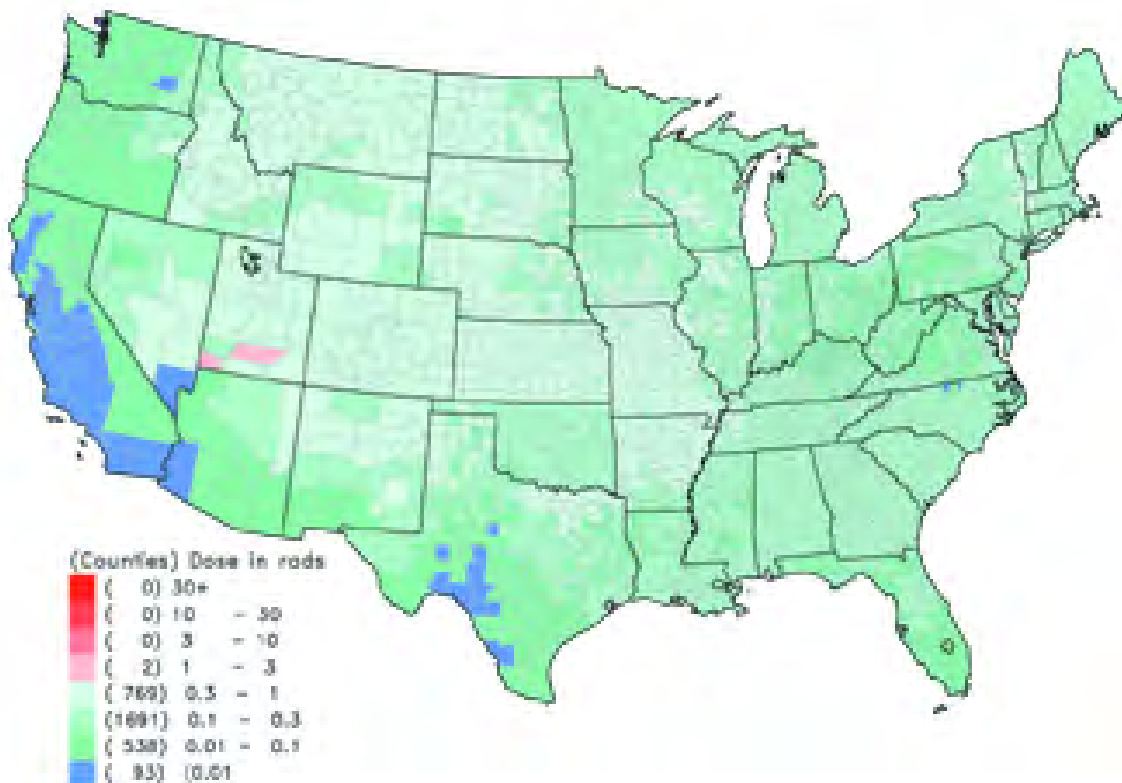 (Counties) Dose in rads
( 0) 30+
( 0) 10 - 30
( 0) 3 - 10
( 2) 1 - 3
( 769) 0.3 - 1
(1691) 0.1 - 0.3
( 538) 0.01 - 0.1
( 93) (0.01